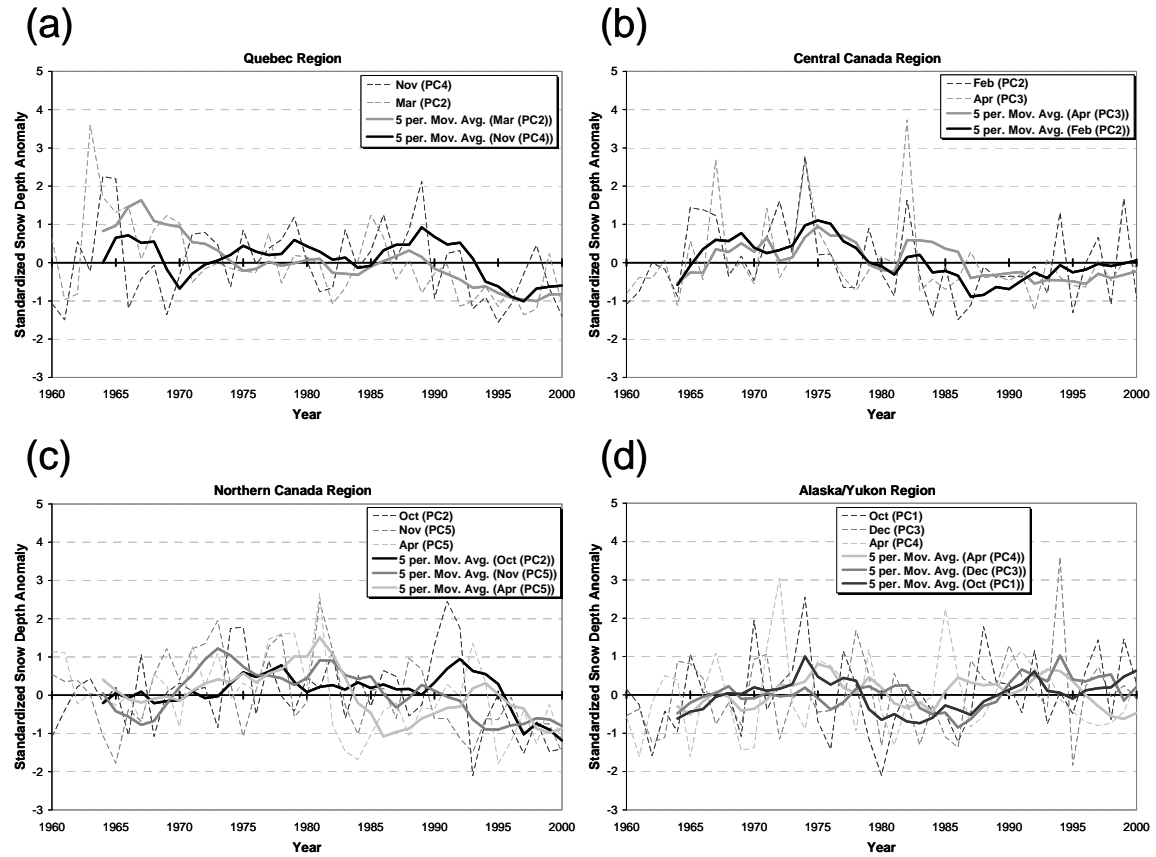 (a)
Quebec Region
Standardized Snow Depth Anomaly
5
4
3
2
1
0
-1
-2
-3
Nov (PC4)
Mar (PC2)
5 per. Mov. Avg. (Mar (PC2))
5 per. Mov. Avg. (Nov (PC4))
1960 1965 1970 1975 1980 1985 1990 1995 2000
Year
(b)
Central Canada Region
Standardized Snow Depth Anomaly
5
4
3
2
1
0
-1
-2
-3
Feb (PC2)
Apr (PC3)
5 per. Mov. Avg. (Apr (PC3))
5 per. Mov. Avg. (Feb (PC2))
1960 1965 1970 1975 1980 1985 1990 1995 2000
Year
(c)
Northern Canada Region
Standardized Snow Depth Anomaly
5
4
3
2
1
0
-1
-2
-3
Oct (PC2)
Nov (PC5)
Apr (PC5)
5 per. Mov. Avg. (Oct (PC2))
5 per. Mov. Avg. (Nov (PC5))
5 per. Mov. Avg. (Apr (PC5))
1960 1965 1970 1975 1980 1985 1990 1995 2000
Year
(d)
Alaska/Yukon Region
Standardized Snow Depth Anomaly
5
4
3
2
1
0
-1
-2
-3
Oct (PC1)
Dec (PC3)
Apr (PC4)
5 per. Mov. Avg. (Apr (PC4))
5 per. Mov. Avg. (Dec (PC3))
5 per. Mov. Avg. (Oct (PC1))
1960 1965 1970 1975 1980 1985 1990 1995 2000
Year